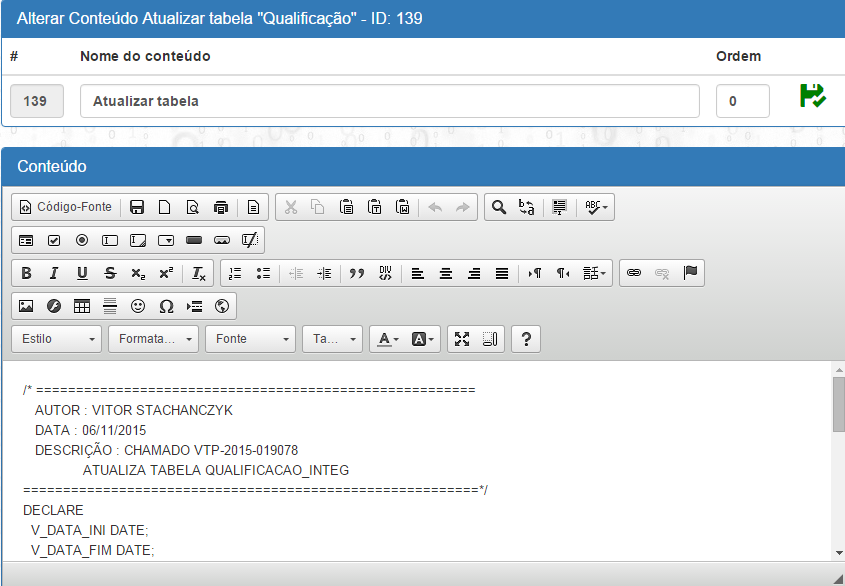 Alterar Conteúdo Atualizar tabela "Qualificação" - ID: 139
# Nome do conteúdo Ordem
139 Atualizar tabela 0
Conteúdo
Código-Fonte
Estilo Formata... Fonte Ta... A A ?
/* =======================================================
AUTOR : VITOR STACHANCZYK
DATA : 06/11/2015
DESCRIÇÃO : CHAMADO VTP-2015-019078
ATUALIZA TABELA QUALIFICACAO_INTEG
=========================================================*/
DECLARE
V_DATA_INI DATE;
V_DATA_FIM DATE;